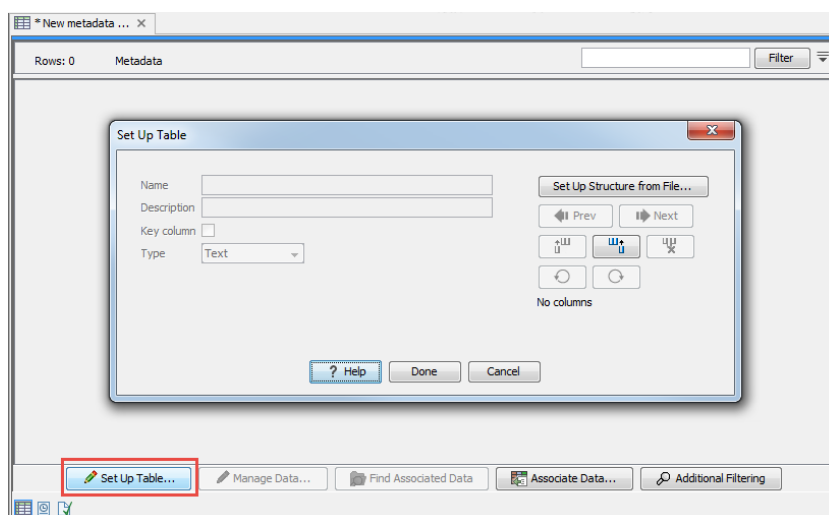 * New metadata ...
Rows: 0 Metadata Filter
Set Up Table
Name
Set Up Structure from File...
Description
Prev Next
Key column
Type Text
No columns
? Help Done Cancel
Set Up Table... Manage Data... Find Associated Data Associate Data... Additional Filtering